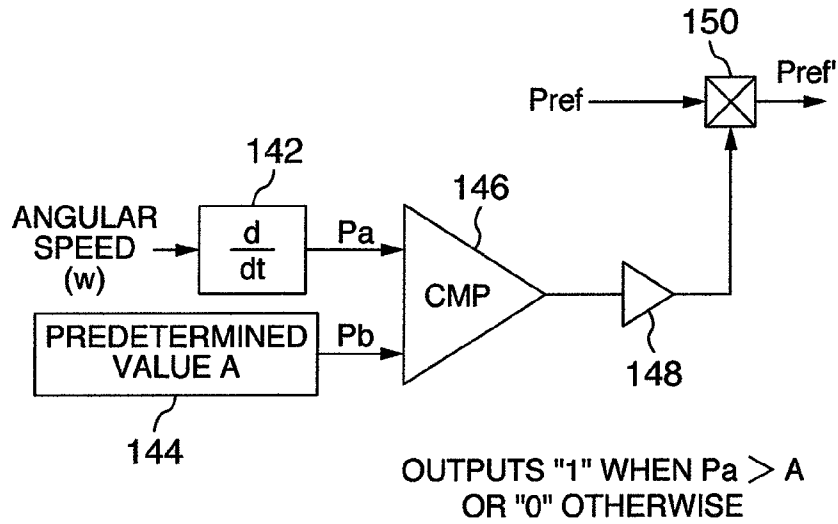 150
Pref
Pref'
142
146
ANGULAR
SPEED
(w)
d
dt
Pa
CMP
PREDETERMINED
VALUE A
Pb
148
144
OUTPUTS "1" WHEN Pa > A
OR "0" OTHERWISE